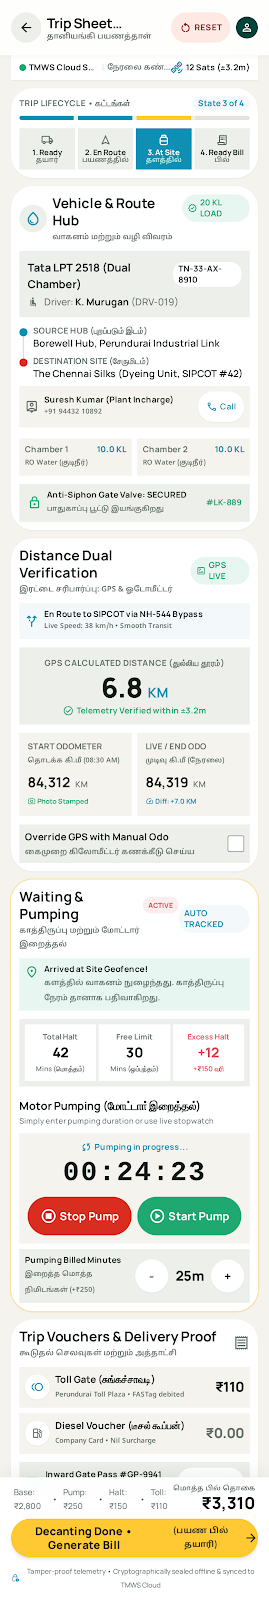 Trip Sheet...
தானியங்கி பயணத்தாள்
RESET
TMWS Cloud S...
நேரலை கண்...
12 Sats (±3.2m)
TRIP LIFECYCLE • கட்டங்கள்
State 3 of 4
1. Ready
தயார்
2. En Route
பயணத்தில்
3. At Site
தளத்தில்
4. Ready Bill
பில்
Vehicle & Route
Hub
வாகனம் மற்றும் வழி விவரம்
20 KL
LOAD
Tata LPT 2518 (Dual
Chamber)
TN-33-AX-
8910
Driver: K. Murugan (DRV-019)
SOURCE HUB (புறப்படும் இடம்)
Borewell Hub, Perundurai Industrial Link
DESTINATION SITE (சேருமிடம்)
The Chennai Silks (Dyeing Unit, SIPCOT #42)
Suresh Kumar (Plant Incharge)
+91 94432 10892
Call
Chamber 1
10.0 KL
RO Water (குடிநீர்)
Chamber 2
10.0 KL
RO Water (குடிநீர்)
Anti-Siphon Gate Valve: SECURED
பாதுகாப்பு பூட்டு இயங்குகிறது
#LK-889
Distance Dual
Verification
இரட்டை சரிபார்ப்பு: GPS & ஓடோமீட்டர்
GPS
LIVE
En Route to SIPCOT via NH-544 Bypass
Live Speed: 38 km/h • Smooth Transit
GPS CALCULATED DISTANCE (துல்லிய தூரம்)
6.8 KM
Telemetry Verified within ±3.2m
START ODOMETER
தொடக்க கி.மீ (08:30 AM)
84,312 KM
Photo Stamped
LIVE / END ODO
முடிவு கி.மீ (நேரலை)
84,319 KM
Diff: +7.0 KM
Override GPS with Manual Odo
கைமுறை கிலோமீட்டர் கணக்கீடு செய்ய
Waiting &
Pumping
காத்திருப்பு மற்றும் மோட்டார்
இறைத்தல்
ACTIVE
AUTO
TRACKED
Arrived at Site Geofence!
களத்தில் வாகனம் நுழைந்தது. காத்திருப்பு
நேரம் தானாக பதிவாகிறது.
Total Halt
42
Mins (மொத்தம்)
Free Limit
30
Mins (ஒப்பந்தம்)
Excess Halt
+12
+₹150 வரி
Motor Pumping (மோட்டார் இறைத்தல்)
Simply enter pumping duration or use live stopwatch
Pumping in progress...
00:24:23
Stop Pump
Start Pump
Pumping Billed Minutes
இறைத்த மொத்த
நிமிடங்கள் (+₹250)
-
25m
+
Trip Vouchers & Delivery Proof
கூடுதல் செலவுகள் மற்றும் அத்தாட்சி
Toll Gate (சுங்கச்சாவடி)
Perundurai Toll Plaza • FASTag debited
₹110
Diesel Voucher (டீசல் கூப்பன்)
Company Card • Nil Surcharge
₹0.00
Inward Gate Pass #GP-9941
Base:
₹2,800
•
Pump:
₹250
•
Halt:
₹150
•
Toll:
₹110
மொத்த பில் தொகை
₹3,310
Decanting Done •
Generate Bill
(பயண பில்
தயாரி)
Tamper-proof telemetry • Cryptographically sealed offline & synced to
TMWS Cloud